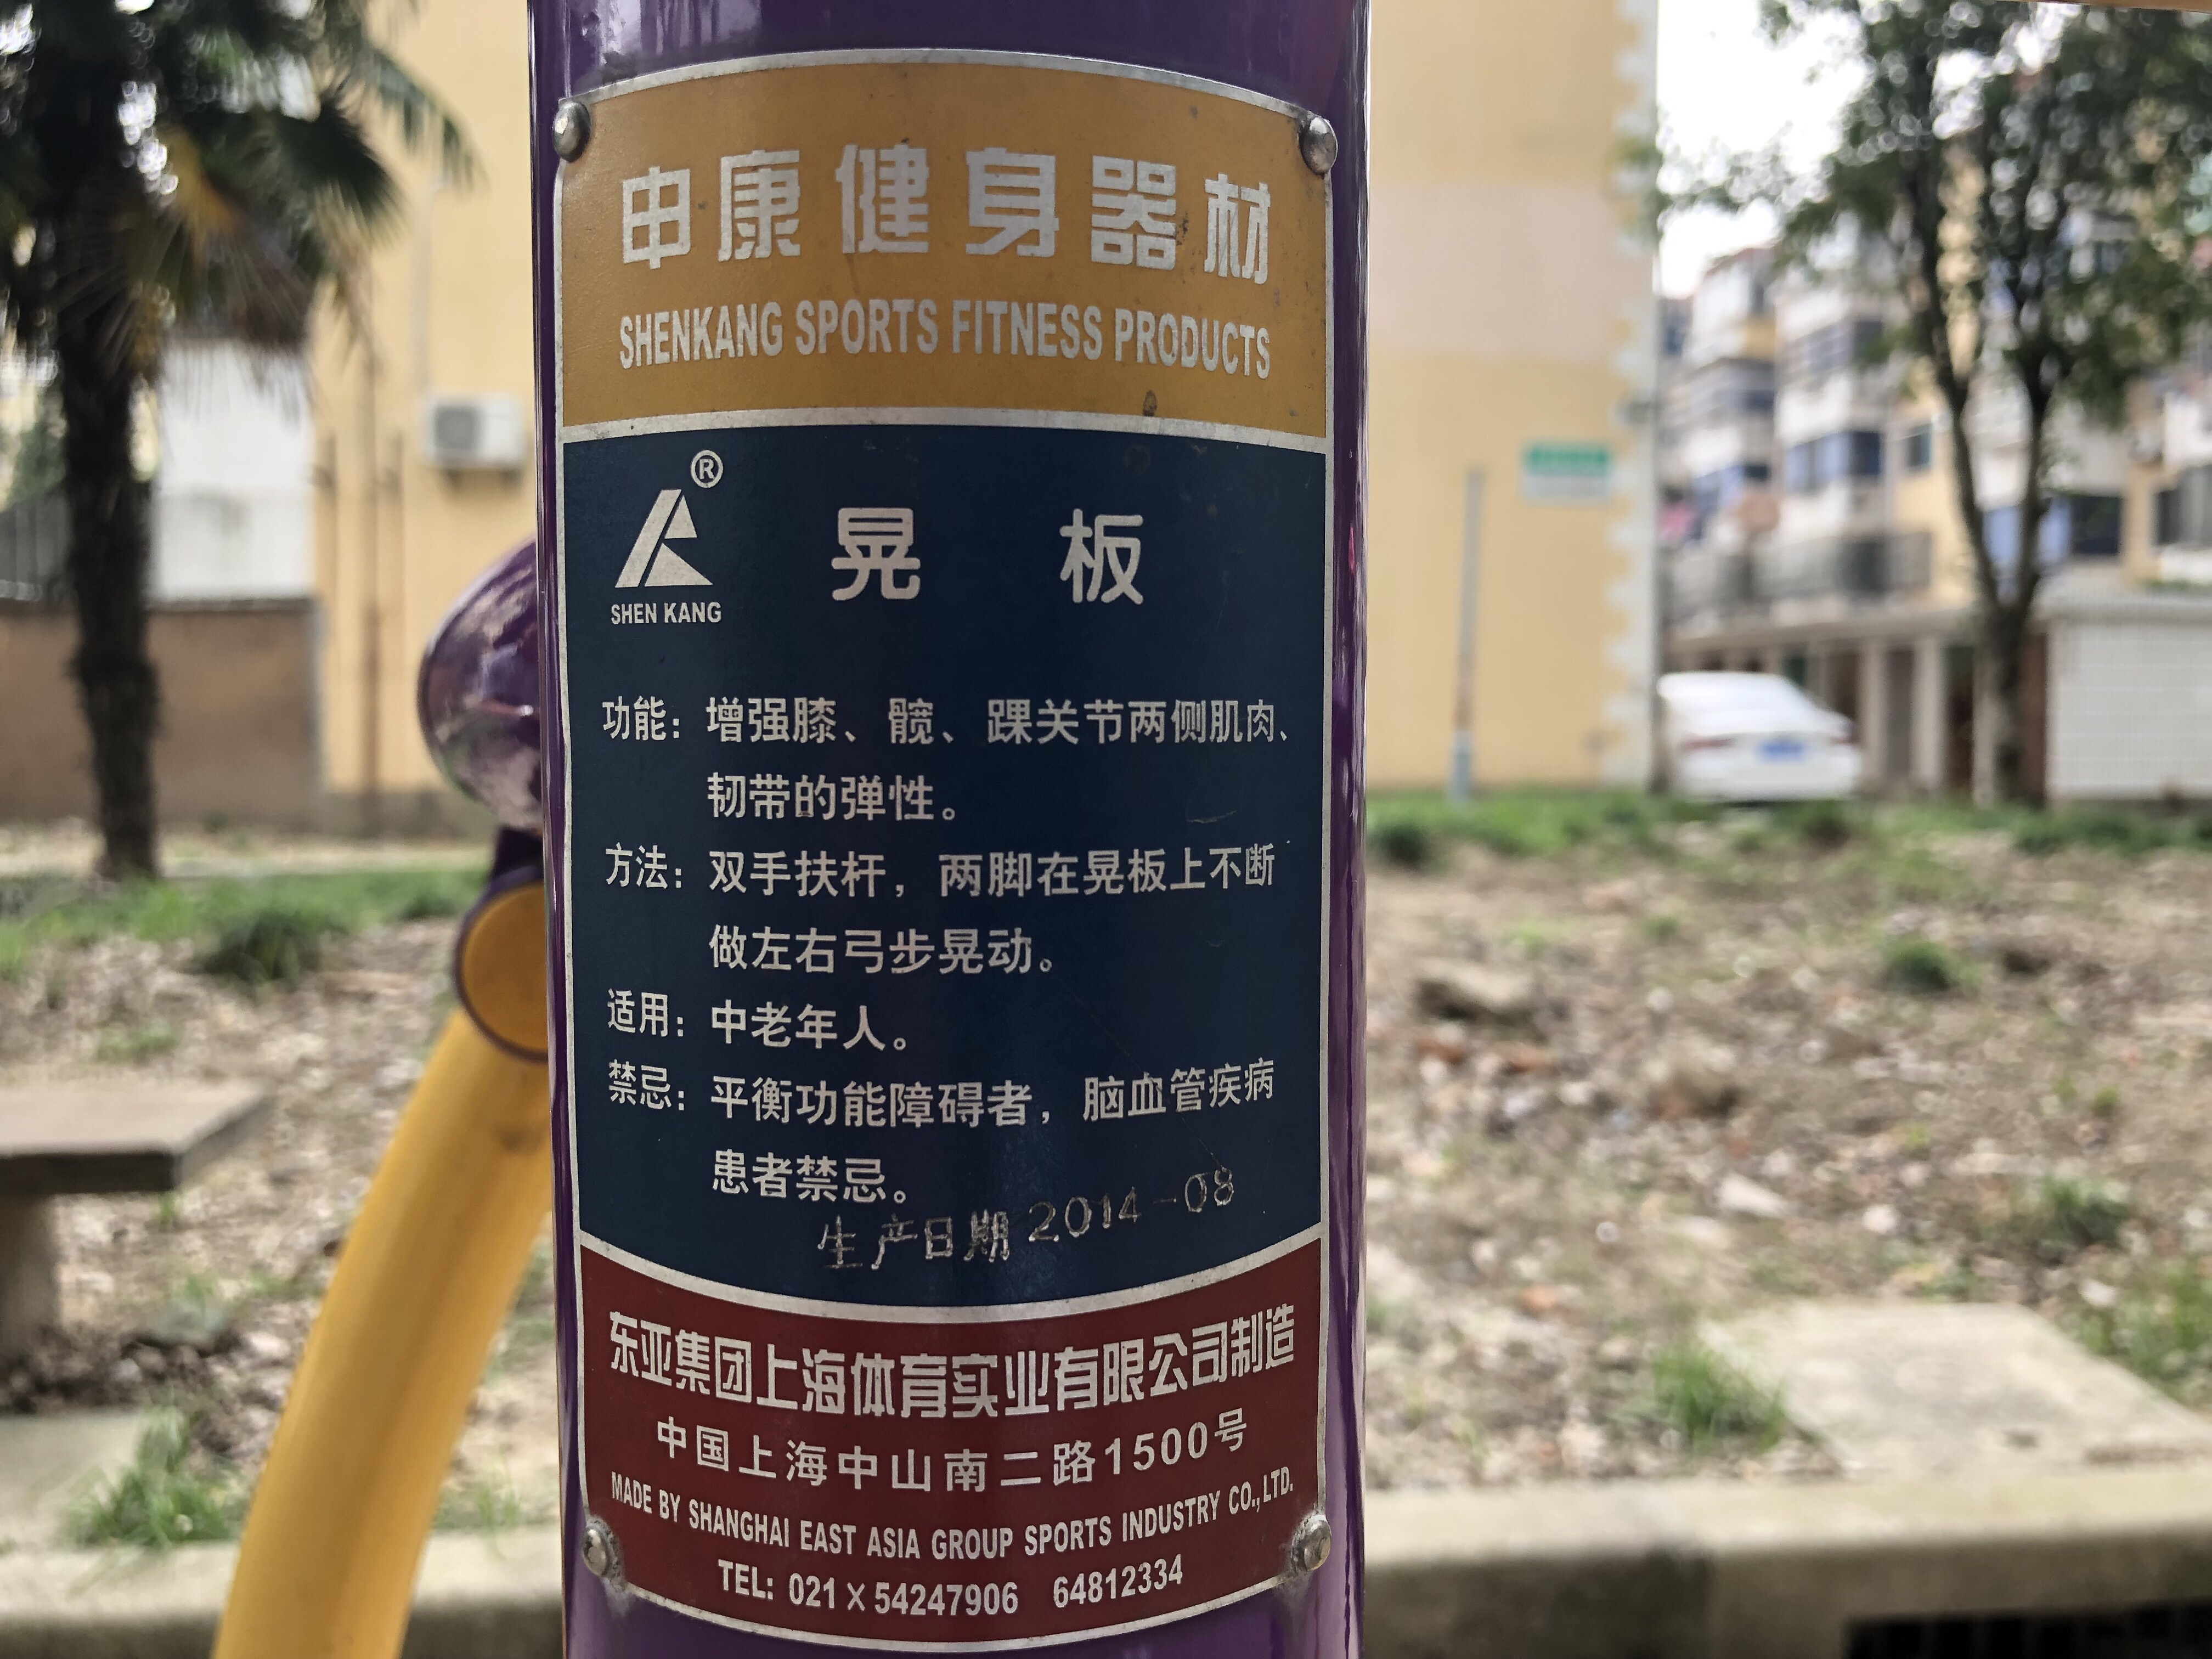 申康健身器材
SHENKANG SPORTS FITNESS PRODUCTS
®
SHEN KANG
晃 板
功能：增强膝、髋、踝关节两侧肌肉、
韧带的弹性。
方法：双手扶杆，两脚在晃板上不断
做左右弓步晃动。
适用：中老年人。
禁忌：平衡功能障碍者，脑血管疾病
患者禁忌。
生产日期 2014-08
东亚集团上海体育实业有限公司制造
中国上海中山南二路1500号
MADE BY SHANGHAI EAST ASIA GROUP SPORTS INDUSTRY CO.,LTD.
TEL: 021×54247906 64812334